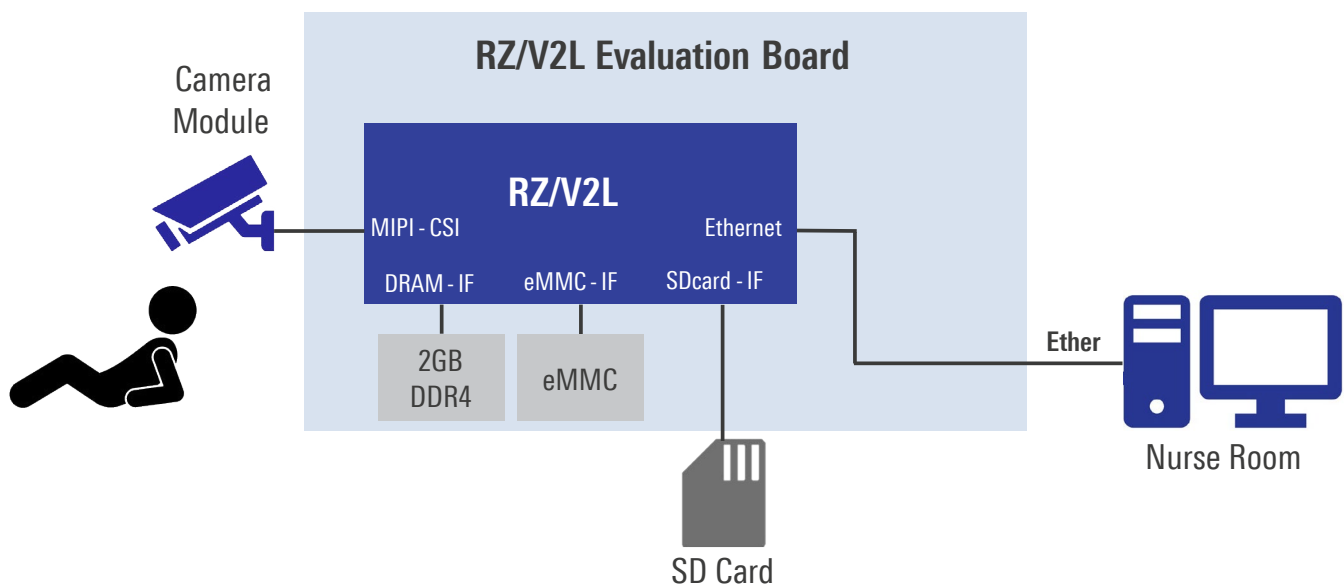 RZ/V2L Evaluation Board
Camera
Module
RZ/V2L
MIPI - CSI
Ethernet
DRAM - IF
eMMC - IF
SDcard - IF
2GB
DDR4
eMMC
Ether
Nurse Room
SD Card